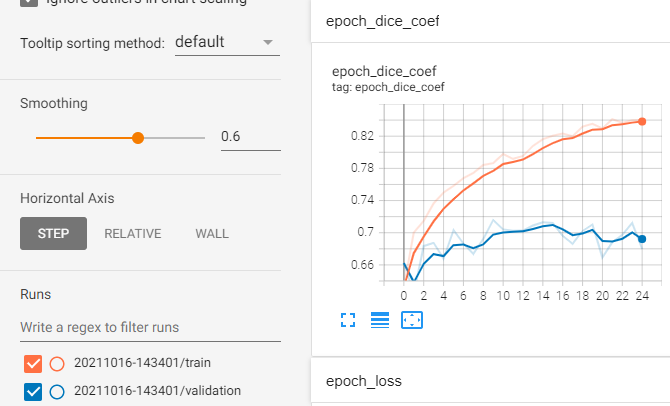 Ignore outliers in chart scaling
Tooltip sorting method: default
Smoothing
0.6
Horizontal Axis
STEP RELATIVE WALL
Runs
Write a regex to filter runs
20211016-143401/train
20211016-143401/validation
epoch_dice_coef
epoch_dice_coef
tag: epoch_dice_coef
0.82
0.78
0.74
0.7
0.66
0 2 4 6 8 10 12 14 16 18 20 22 24
epoch_loss